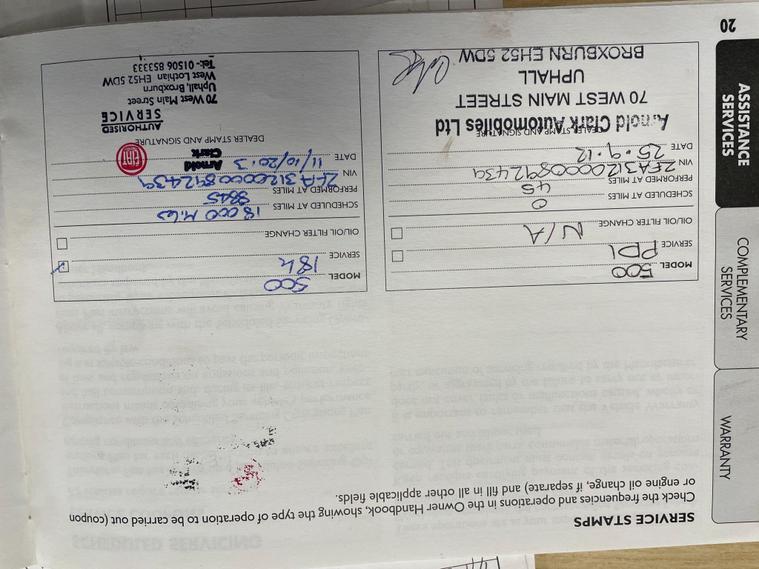 SERVICE STAMPS
Check the frequencies and operations in the Owner Handbook, showing the type of operation to be carried out (coupon
or engine oil change, if separate) and fill in all other applicable fields.
MODEL 500
SERVICE PDI
OIL/OIL FILTER CHANGE N/A
SCHEDULED AT MILES 0
PERFORMED AT MILES 45
VIN ZFA31200000892439
DATE 25.9.12
DEALER STAMP AND SIGNATURE
Arnold Clark Automobiles Ltd
70 WEST MAIN STREET
UPHALL
BROXBURN EH52 5DW
MODEL 500
SERVICE 18k
OIL/OIL FILTER CHANGE
SCHEDULED AT MILES 18000 Miles
PERFORMED AT MILES
VIN ZFA31200000892439
DATE 11/10/2013
DEALER STAMP AND SIGNATURE
Arnold
Clark
FIAT
AUTHORISED
SERVICE
70 West Main Street
Uphall, Broxburn
West Lothian EH52 5DW
Tel:- 01506 853333
WARRANTY
COMPLEMENTARY
SERVICES
ASSISTANCE
SERVICES
20